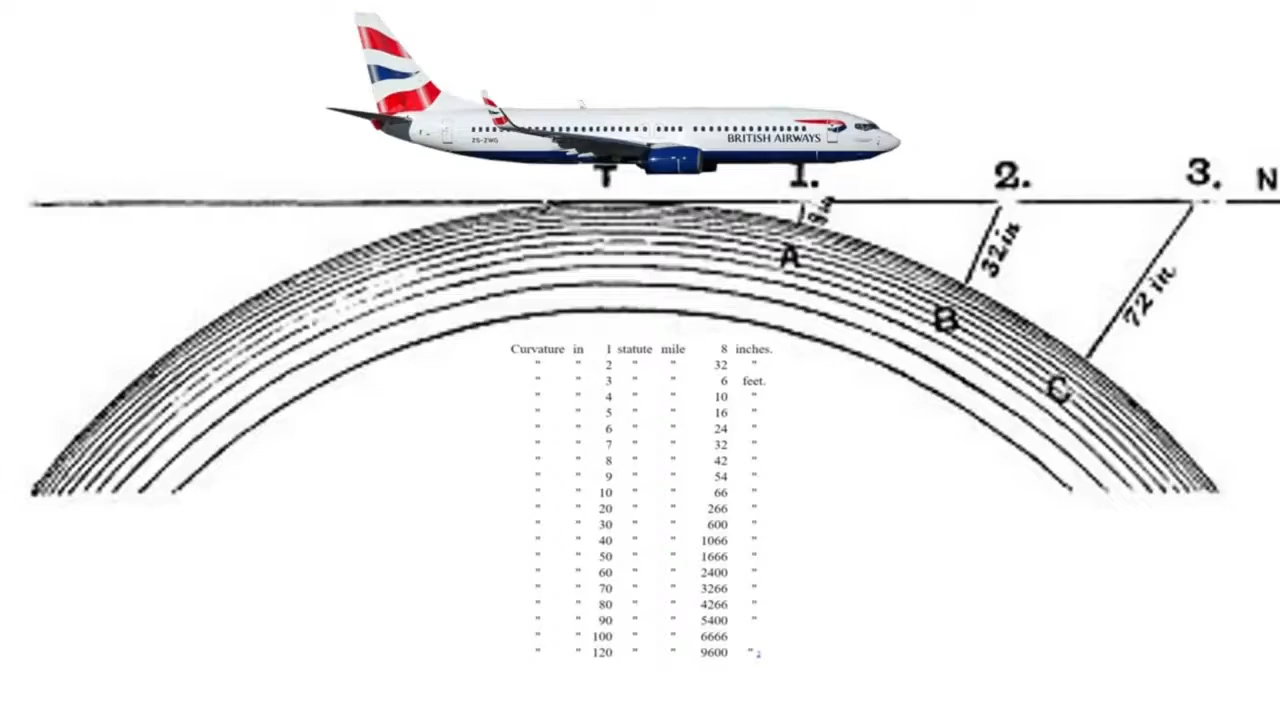 ZS-ZWG
BRITISH AIRWAYS
T 1. 2. 3. N
8 in
32 in
72 in
A
B
C
Curvature in 1 statute mile 8 inches.
" " 2 " " 32 "
" " 3 " " 6 feet.
" " 4 " " 10 "
" " 5 " " 16 "
" " 6 " " 24 "
" " 7 " " 32 "
" " 8 " " 42 "
" " 9 " " 54 "
" " 10 " " 66 "
" " 20 " " 266 "
" " 30 " " 600 "
" " 40 " " 1066 "
" " 50 " " 1666 "
" " 60 " " 2400 "
" " 70 " " 3266 "
" " 80 " " 4266 "
" " 90 " " 5400 "
" " 100 " " 6666
" " 120 " " 9600 " 2